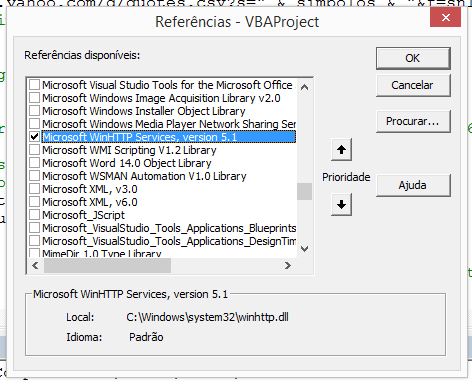 .yahoo.com/d/quotes.csv?s=" & simbolos & "&f=snl
Referências - VBAProject
Referências disponíveis:
OK
Microsoft Visual Studio Tools for the Microsoft Office
Cancelar
Microsoft Windows Image Acquisition Library v2.0
Microsoft Windows Installer Object Library
Microsoft Windows Media Player Network Sharing Ser
Procurar...
Microsoft WinHTTP Services, version 5.1
Microsoft WMI Scripting V1.2 Library
Microsoft Word 14.0 Object Library
Microsoft WSMAN Automation V1.0 Library
Prioridade
Ajuda
Microsoft XML, v3.0
Microsoft XML, v6.0
Microsoft_JScript
Microsoft_VisualStudio_Tools_Applications_Blueprints
Microsoft_VisualStudio_Tools_Applications_DesignTim
MimeDir 1.0 Type Library
Microsoft WinHTTP Services, version 5.1
Local: C:\Windows\system32\winhttp.dll
Idioma: Padrão